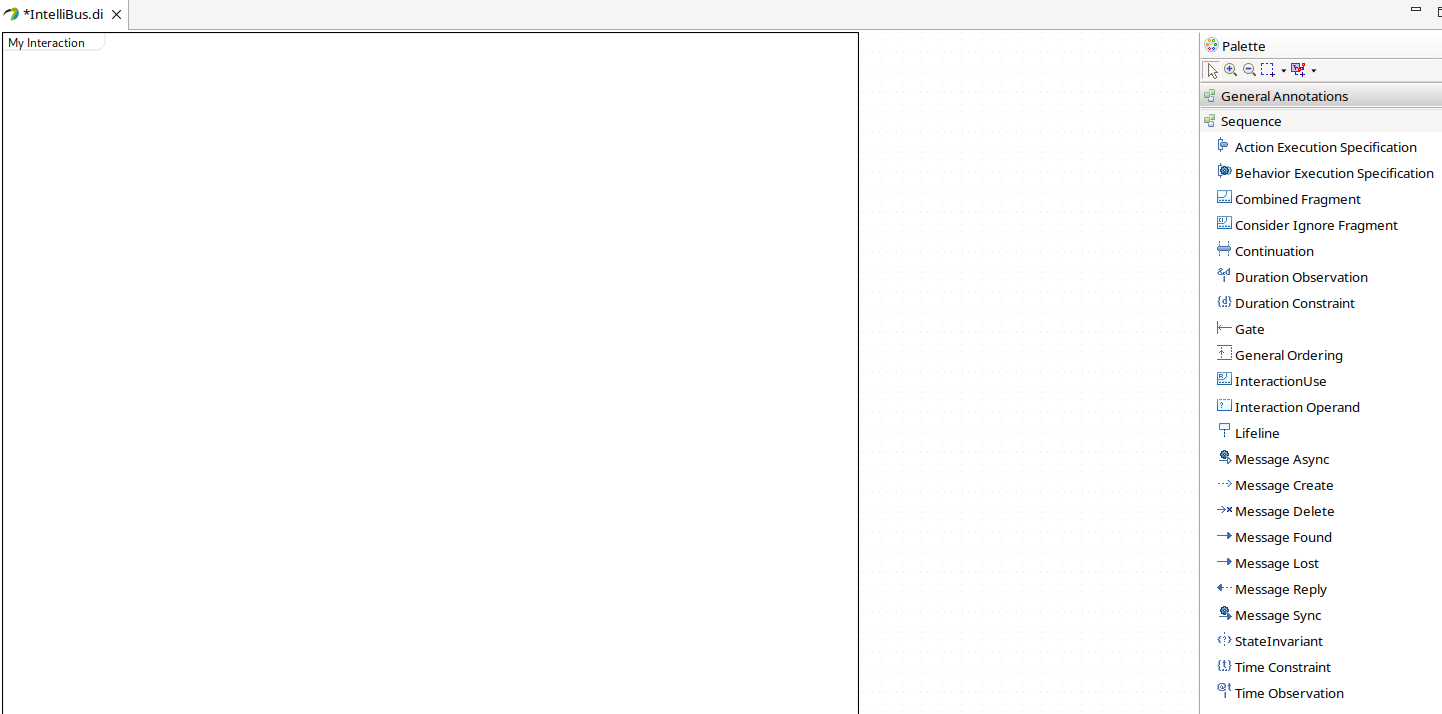 *IntelliBus.di
My Interaction
Palette
General Annotations
Sequence
Action Execution Specification
Behavior Execution Specification
Combined Fragment
Consider Ignore Fragment
Continuation
Duration Observation
Duration Constraint
Gate
General Ordering
InteractionUse
Interaction Operand
Lifeline
Message Async
Message Create
Message Delete
Message Found
Message Lost
Message Reply
Message Sync
StateInvariant
Time Constraint
Time Observation